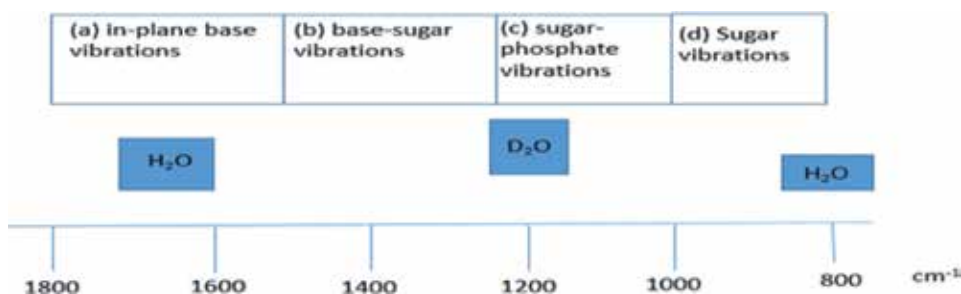 (a) in-plane base
vibrations
(b) base-sugar
vibrations
(c) sugar-
phosphate
vibrations
(d) Sugar
vibrations
H₂O
D₂O
H₂O
1800 1600 1400 1200 1000 800 cm⁻¹